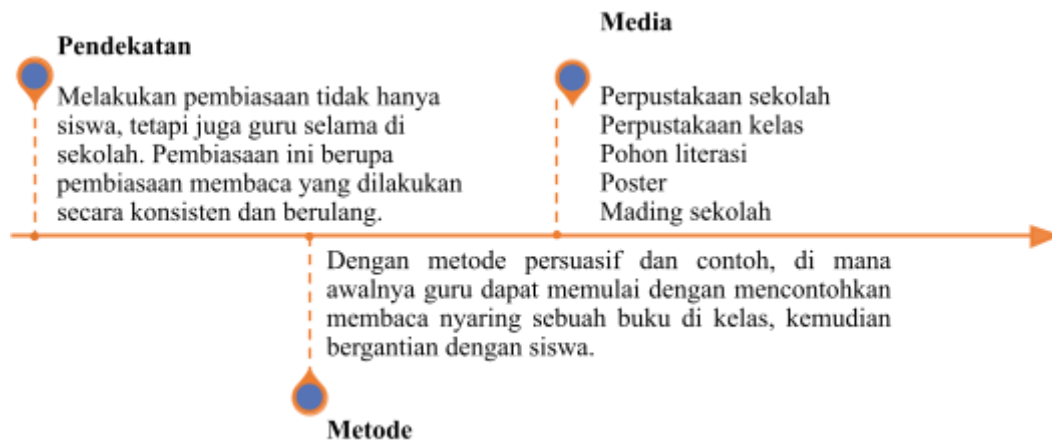 Pendekatan
Melakukan pembiasaan tidak hanya
siswa, tetapi juga guru selama di
sekolah. Pembiasaan ini berupa
pembiasaan membaca yang dilakukan
secara konsisten dan berulang.
Media
Perpustakaan sekolah
Perpustakaan kelas
Pohon literasi
Poster
Mading sekolah
Dengan metode persuasif dan contoh, di mana
awalnya guru dapat memulai dengan mencontohkan
membaca nyaring sebuah buku di kelas, kemudian
bergantian dengan siswa.
Metode